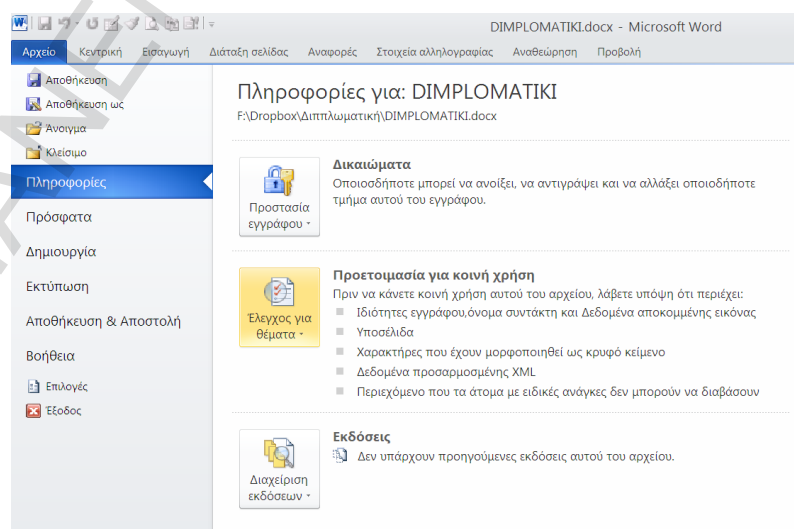 DIMPLOMATIKI.docx - Microsoft Word
Αρχείο Κεντρική Εισαγωγή Διάταξη σελίδας Αναφορές Στοιχεία αλληλογραφίας Αναθεώρηση Προβολή
Αποθήκευση
Αποθήκευση ως
Άνοιγμα
Κλείσιμο
Πληροφορίες
Πρόσφατα
Δημιουργία
Εκτύπωση
Αποθήκευση & Αποστολή
Βοήθεια
Επιλογές
Έξοδος
Πληροφορίες για: DIMPLOMATIKI
F:\Dropbox\Διππλωματική\DIMPLOMATIKI.docx
Προστασία
εγγράφου
Δικαιώματα
Οποιοσδήποτε μπορεί να ανοίξει, να αντιγράψει και να αλλάξει οποιοδήποτε
τμήμα αυτού του εγγράφου.
Έλεγχος για
θέματα
Προετοιμασία για κοινή χρήση
Πριν να κάνετε κοινή χρήση αυτού του αρχείου, λάβετε υπόψη ότι περιέχει:
Ιδιότητες εγγράφου,όνομα συντάκτη και Δεδομένα αποκομμένης εικόνας
Υποσέλιδα
Χαρακτήρες που έχουν μορφοποιηθεί ως κρυφό κείμενο
Δεδομένα προσαρμοσμένης XML
Περιεχόμενο που τα άτομα με ειδικές ανάγκες δεν μπορούν να διαβάσουν
Διαχείριση
εκδόσεων
Εκδόσεις
Δεν υπάρχουν προηγούμενες εκδόσεις αυτού του αρχείου.